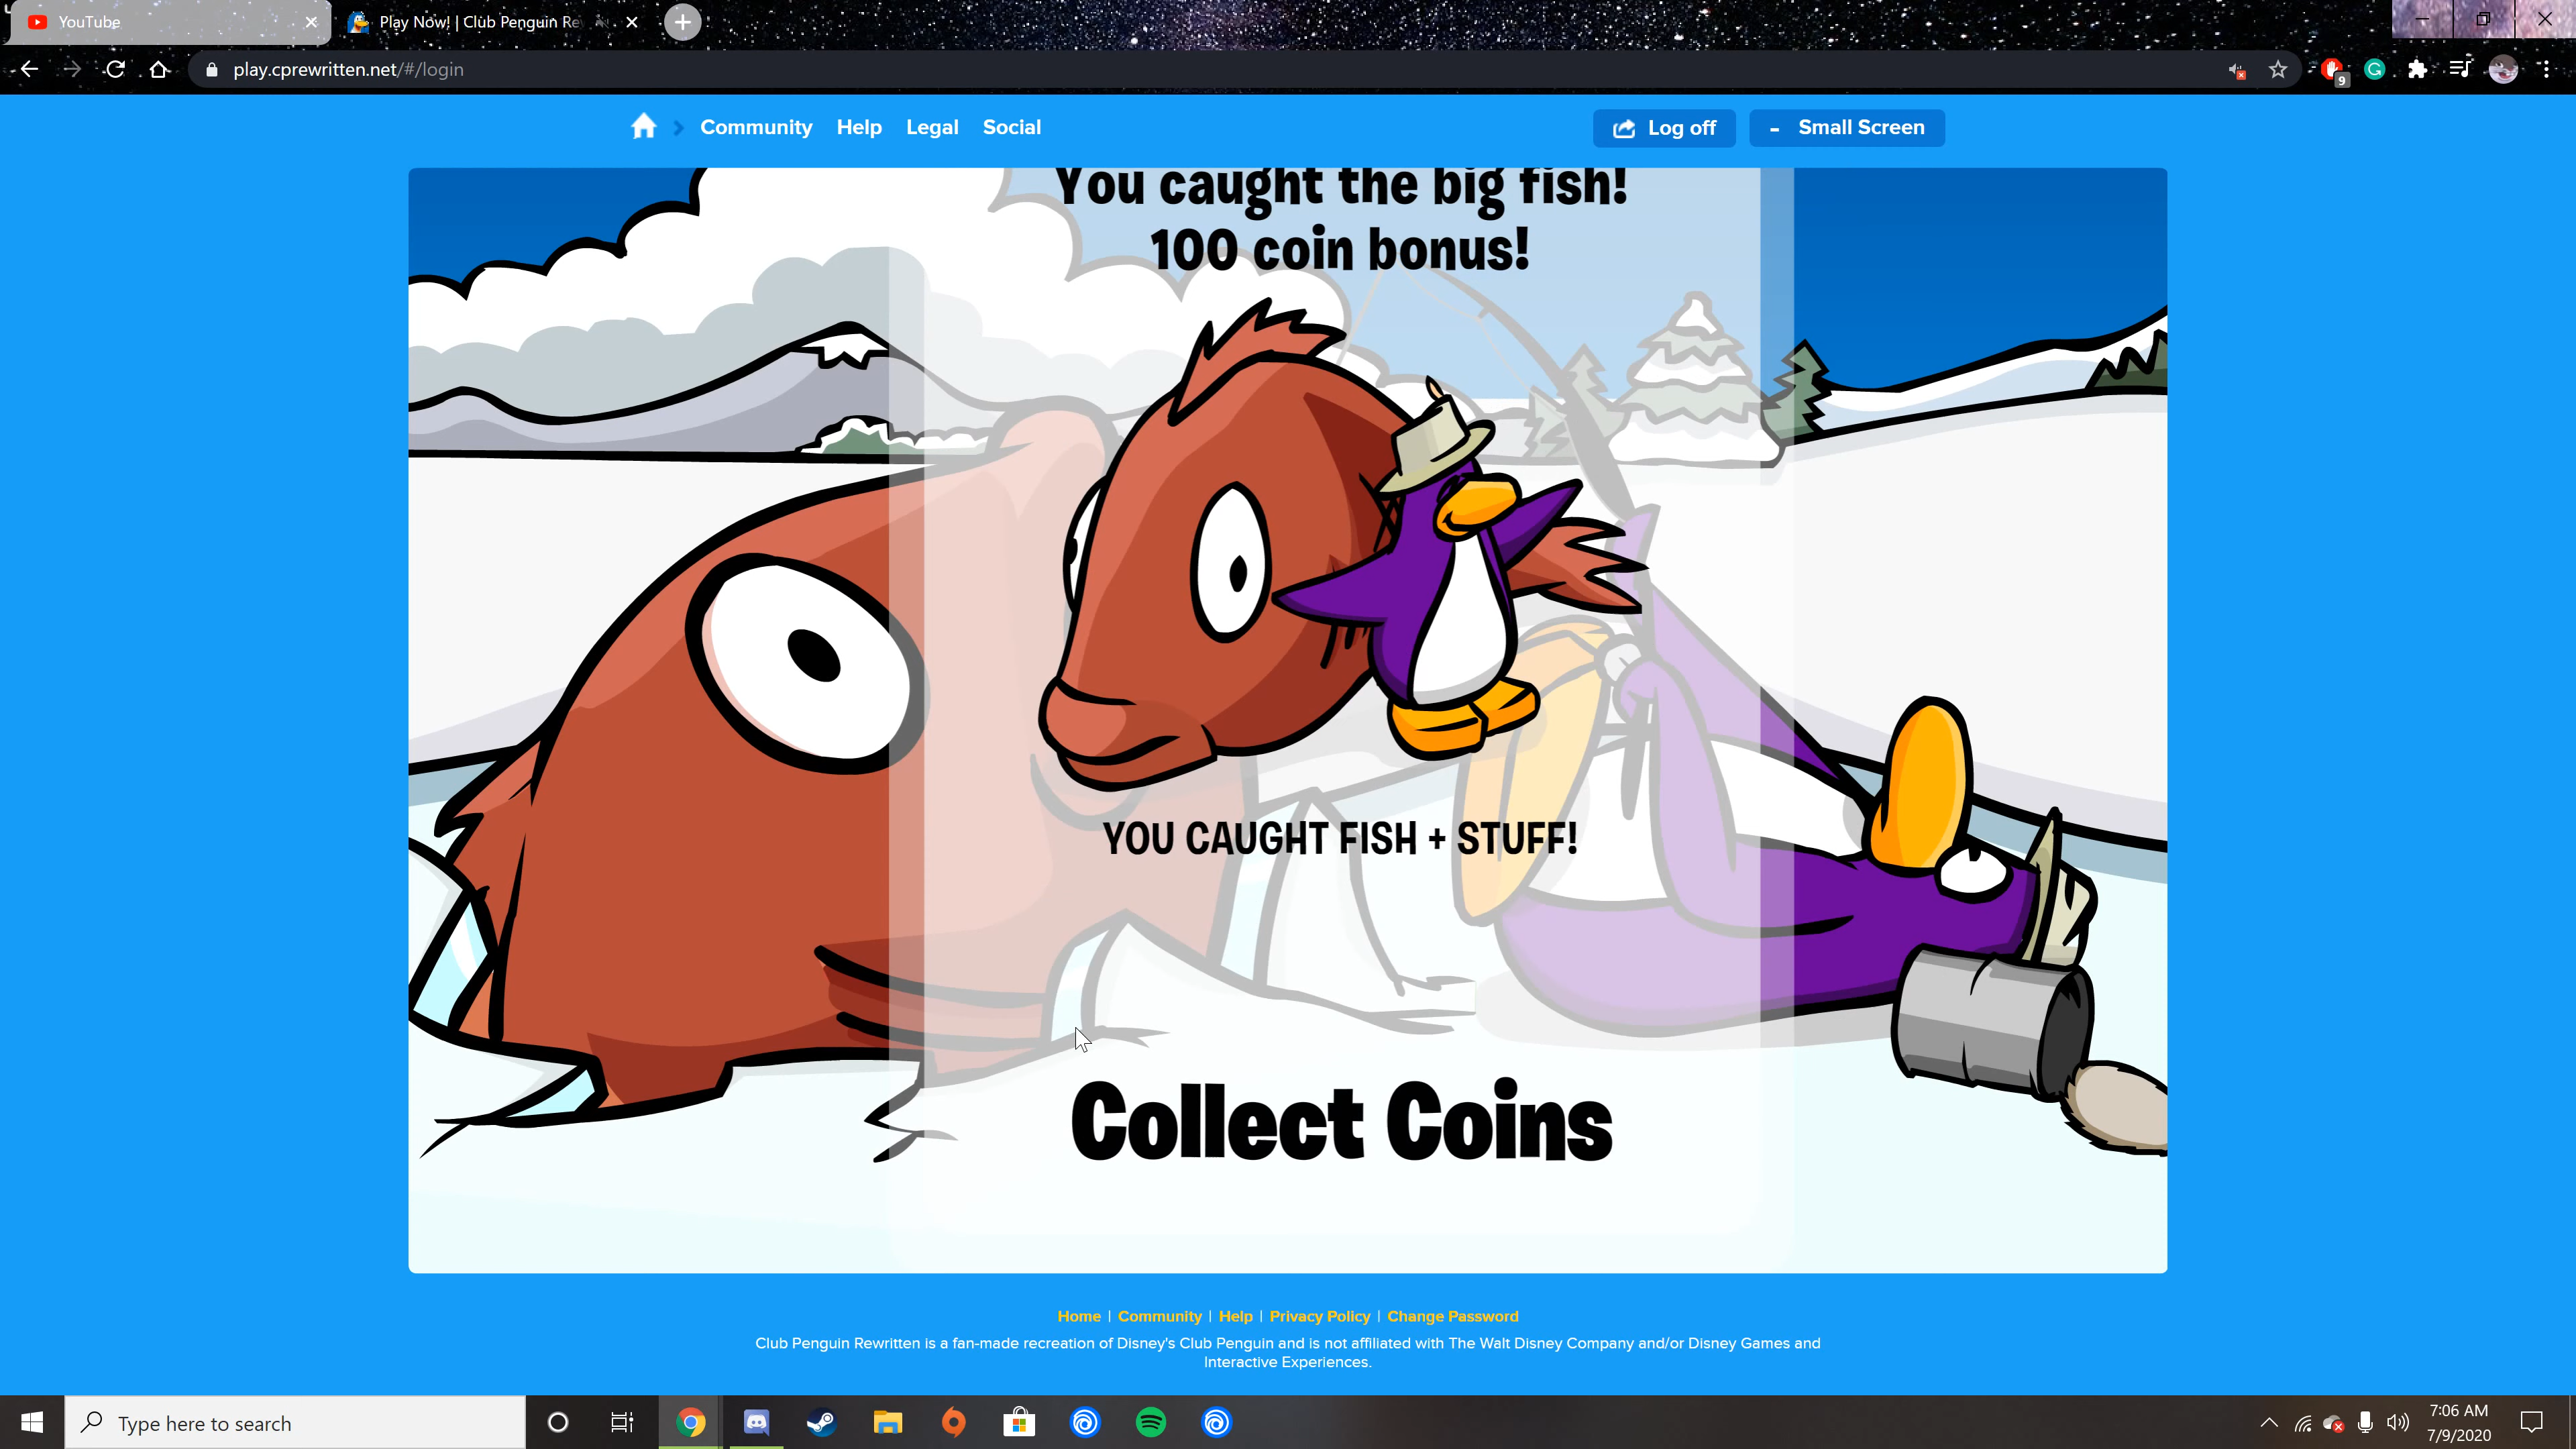 YouTube
Play Now! | Club Penguin Re
play.cprewritten.net/#/login
9
Community Help Legal Social
Log off
- Small Screen
You caught the big fish!
100 coin bonus!
YOU CAUGHT FISH + STUFF!
Collect Coins
Home | Community | Help | Privacy Policy | Change Password
Club Penguin Rewritten is a fan-made recreation of Disney's Club Penguin and is not affiliated with The Walt Disney Company and/or Disney Games and
Interactive Experiences.
Type here to search
7:06 AM
7/9/2020